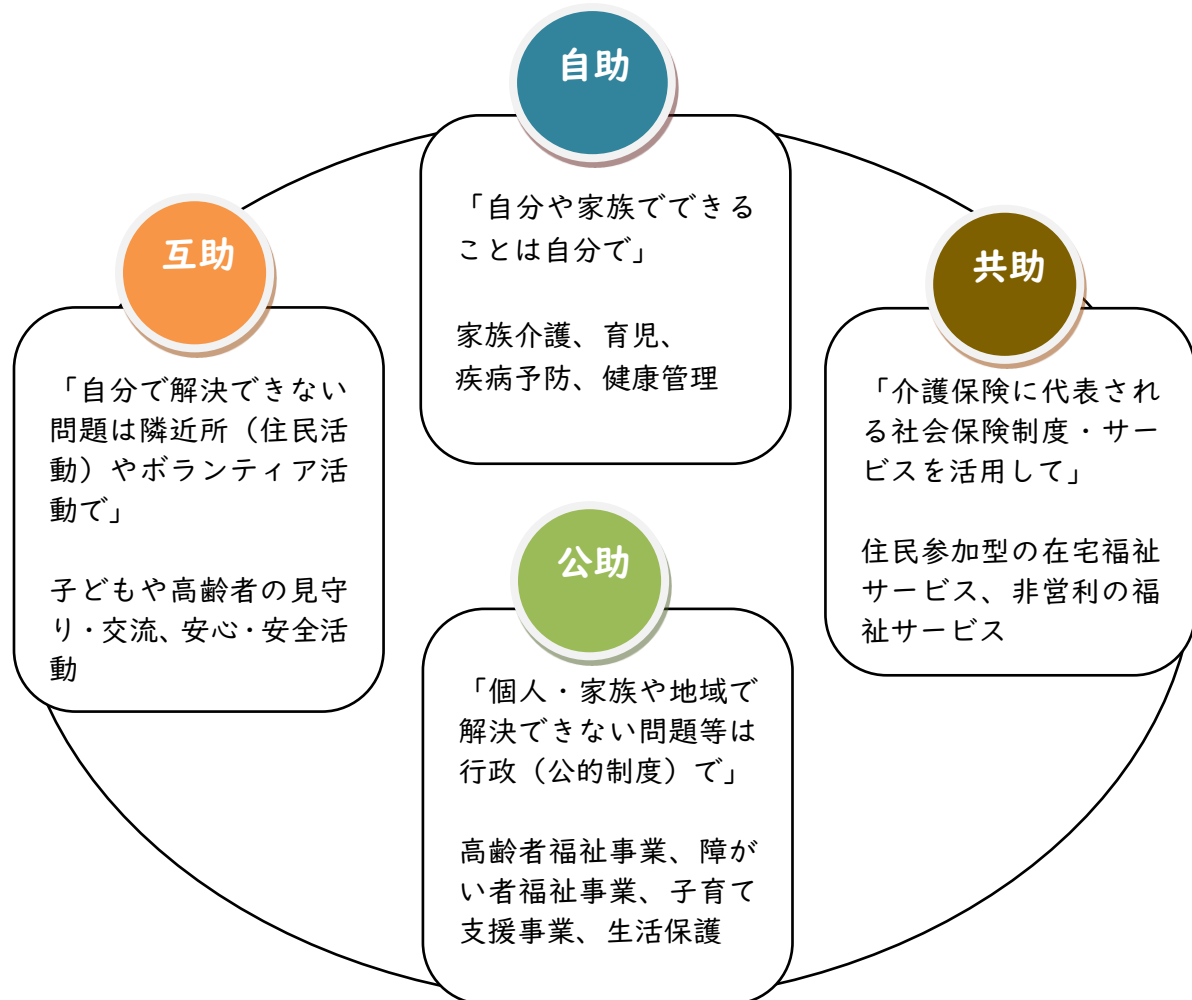 自助
「自分や家族でできる
ことは自分で」
家族介護、育児、
疾病予防、健康管理
互助
「自分で解決できない
問題は隣近所（住民活
動）やボランティア活
動で」
子どもや高齢者の見守
り・交流、安心・安全活
動
共助
「介護保険に代表され
る社会保険制度・サー
ビスを活用して」
住民参加型の在宅福祉
サービス、非営利の福
祉サービス
公助
「個人・家族や地域で
解決できない問題等は
行政（公的制度）で」
高齢者福祉事業、障が
い者福祉事業、子育て
支援事業、生活保護